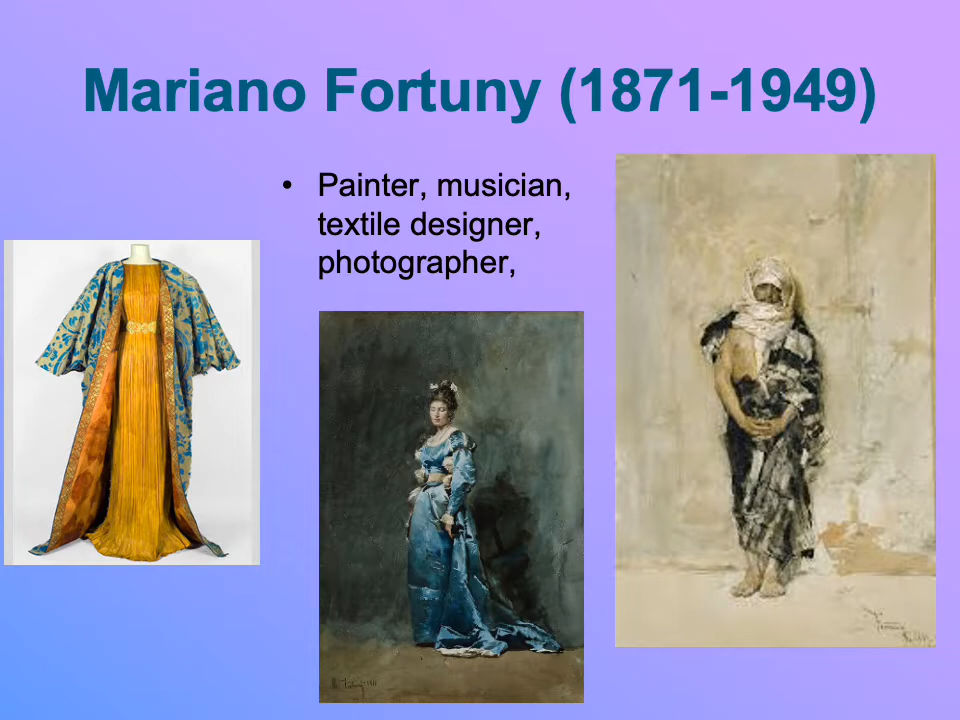 Mariano Fortuny (1871-1949)
• Painter, musician,
textile designer,
photographer,